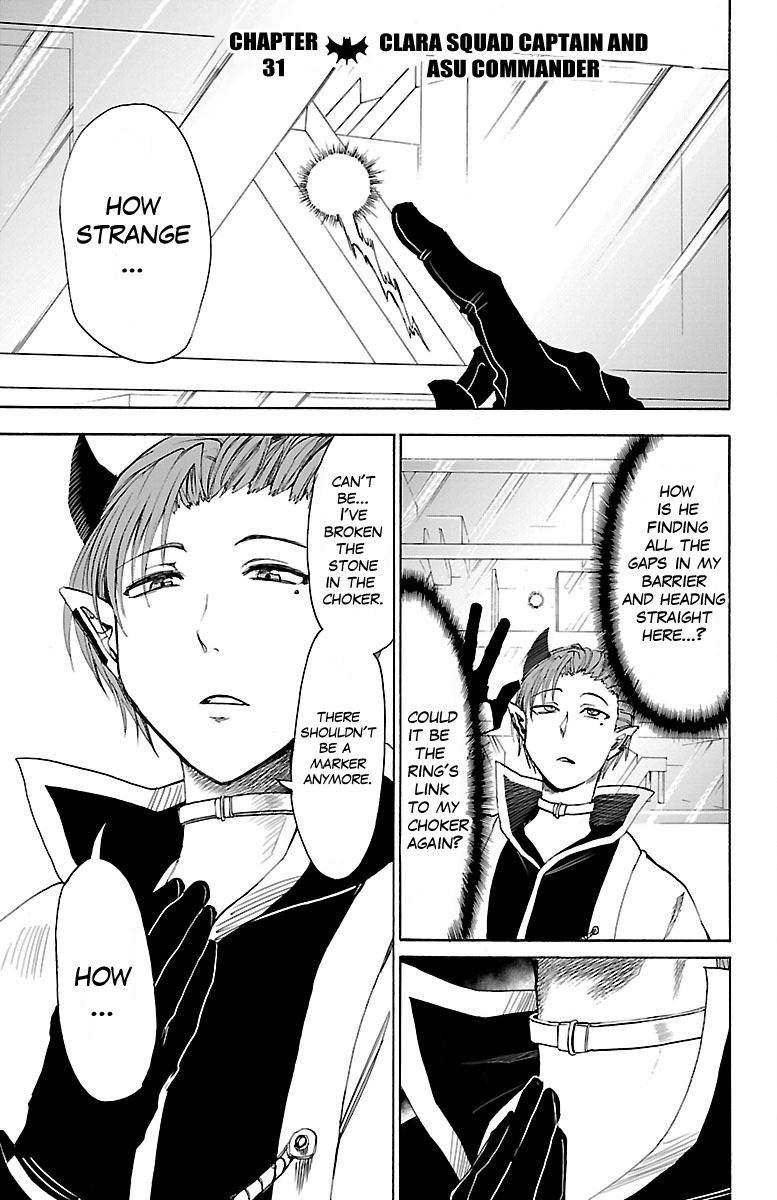 CHAPTER
31
CLARA SQUAD CAPTAIN AND
ASU COMMANDER
HOW
STRANGE
...
HOW
IS HE
FINDING
ALL THE
GAPS IN MY
BARRIER
AND HEADING
STRAIGHT
HERE...?
COULD
IT BE
THE
RING'S
LINK
TO MY
CHOKER
AGAIN?
CAN'T
BE...
I'VE
BROKEN
THE
STONE
IN THE
CHOKER.
THERE
SHOULDN'T
BE A
MARKER
ANYMORE.
HOW
...